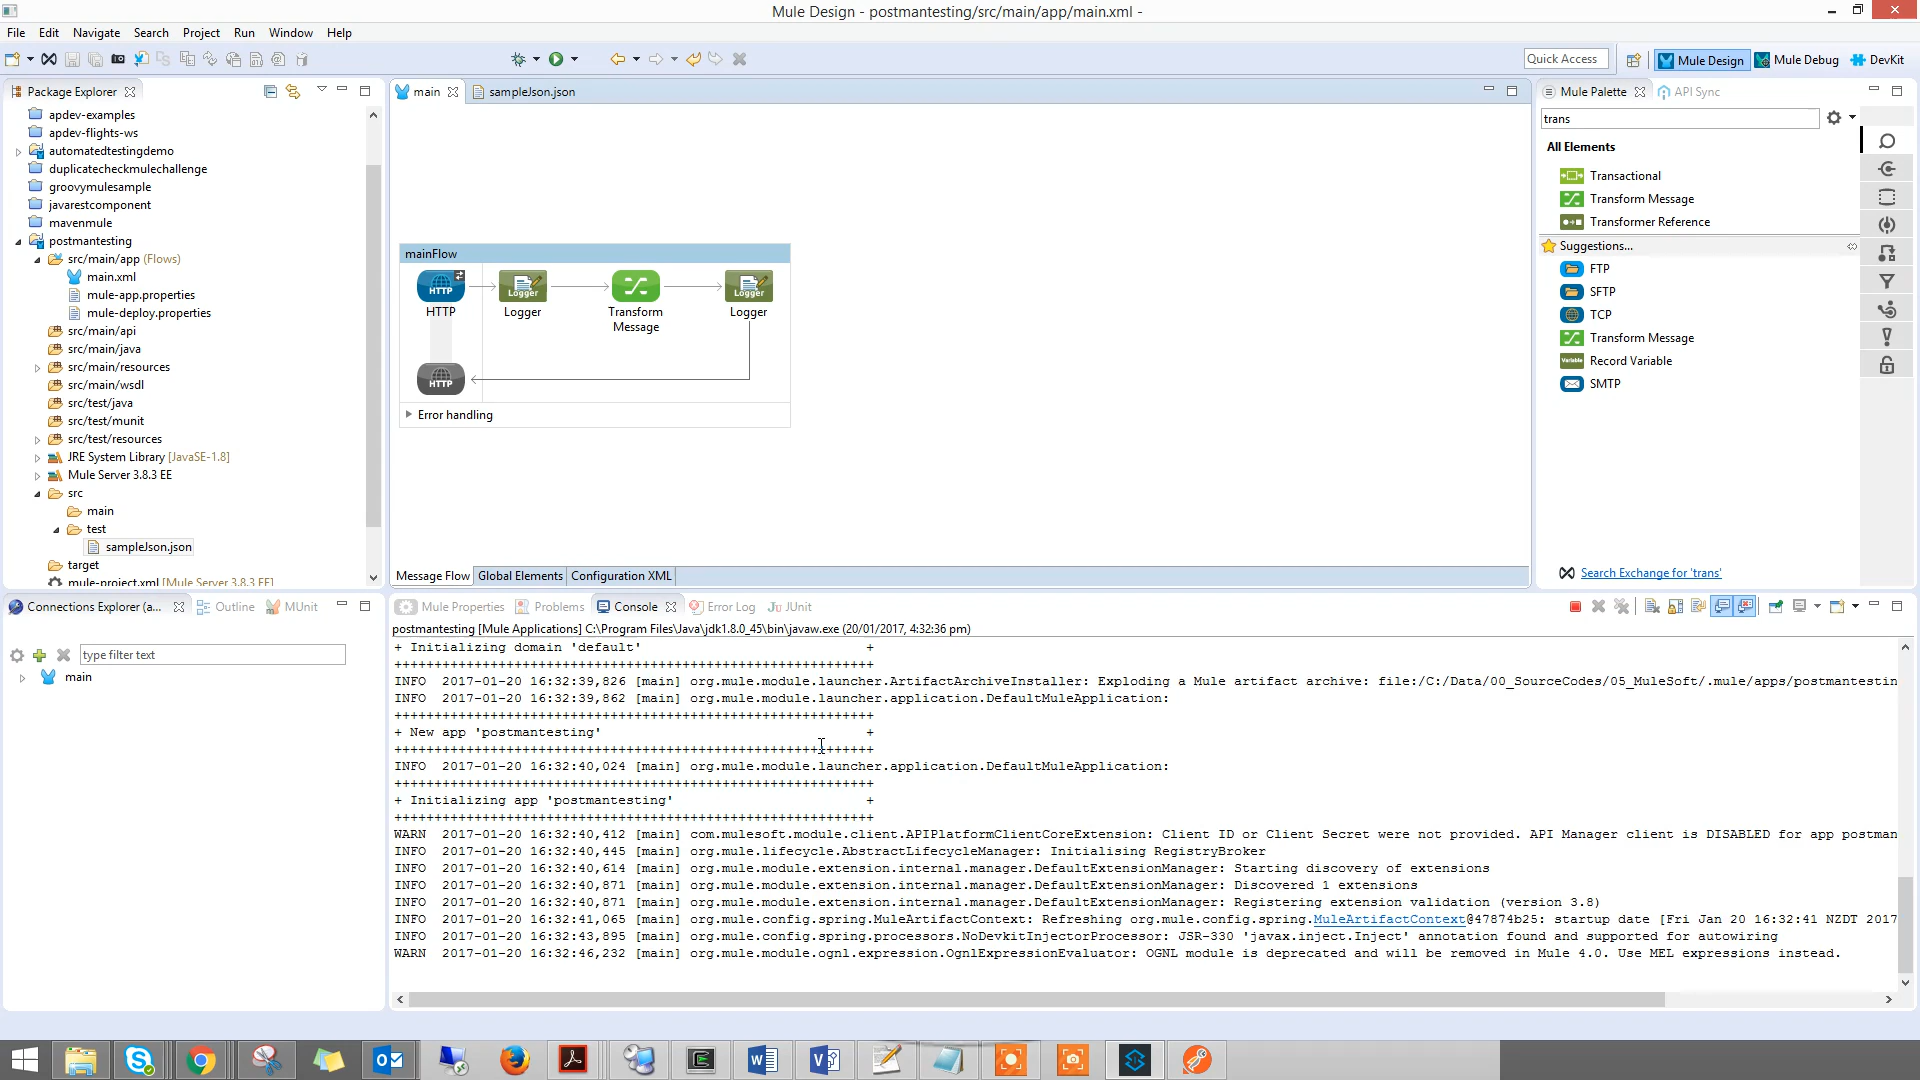 Mule Design - postmantesting/src/main/app/main.xml -
File Edit Navigate Search Project Run Window Help
Quick Access Mule Design Mule Debug DevKit
Package Explorer
apdev-examples
apdev-flights-ws
automatedtestingdemo
duplicatecheckmulechallenge
groovymulesample
javarestcomponent
mavenmule
postmantesting
src/main/app (Flows)
main.xml
mule-app.properties
mule-deploy.properties
src/main/api
src/main/java
src/main/resources
src/main/wsdl
src/test/java
src/test/munit
src/test/resources
JRE System Library [JavaSE-1.8]
Mule Server 3.8.3 EE
src
main
test
sampleJson.json
target
mule-project.xml [Mule Server 3.8.3 EE]
main sampleJson.json
mainFlow
HTTP Logger Logger
HTTP Logger Transform Message Logger
HTTP
Error handling
Message Flow Global Elements Configuration XML
Mule Palette API Sync
trans
All Elements
Transactional
Transform Message
Transformer Reference
Suggestions...
FTP
SFTP
TCP
Transform Message
Variable Record Variable
SMTP
Search Exchange for 'trans'
Connections Explorer (a... Outline MUnit
type filter text
main
Mule Properties Problems Console Error Log JUnit
postmantesting [Mule Applications] C:\Program Files\Java\jdk1.8.0_45\bin\javaw.exe (20/01/2017, 4:32:36 pm)
+ Initializing domain 'default' +
++++++++++++++++++++++++++++++++++++++++++++++++++++++++++++
INFO 2017-01-20 16:32:39,826 [main] org.mule.module.launcher.ArtifactArchiveInstaller: Exploding a Mule artifact archive: file:/C:/Data/00_SourceCodes/05_MuleSoft/.mule/apps/postmantestin
INFO 2017-01-20 16:32:39,862 [main] org.mule.module.launcher.application.DefaultMuleApplication:
++++++++++++++++++++++++++++++++++++++++++++++++++++++++++++
+ New app 'postmantesting' +
++++++++++++++++++++++++++++++++++++++++++++++++++++++++++++
INFO 2017-01-20 16:32:40,024 [main] org.mule.module.launcher.application.DefaultMuleApplication:
++++++++++++++++++++++++++++++++++++++++++++++++++++++++++++
+ Initializing app 'postmantesting' +
++++++++++++++++++++++++++++++++++++++++++++++++++++++++++++
WARN 2017-01-20 16:32:40,412 [main] com.mulesoft.module.client.APIPlatformClientCoreExtension: Client ID or Client Secret were not provided. API Manager client is DISABLED for app postman
INFO 2017-01-20 16:32:40,445 [main] org.mule.lifecycle.AbstractLifecycleManager: Initialising RegistryBroker
INFO 2017-01-20 16:32:40,614 [main] org.mule.module.extension.internal.manager.DefaultExtensionManager: Starting discovery of extensions
INFO 2017-01-20 16:32:40,871 [main] org.mule.module.extension.internal.manager.DefaultExtensionManager: Discovered 1 extensions
INFO 2017-01-20 16:32:40,871 [main] org.mule.module.extension.internal.manager.DefaultExtensionManager: Registering extension validation (version 3.8)
INFO 2017-01-20 16:32:41,065 [main] org.mule.config.spring.MuleArtifactContext: Refreshing org.mule.config.spring.MuleArtifactContext@47874b25: startup date [Fri Jan 20 16:32:41 NZDT 2017
INFO 2017-01-20 16:32:43,895 [main] org.mule.config.spring.processors.NoDevkitInjectorProcessor: JSR-330 'javax.inject.Inject' annotation found and supported for autowiring
WARN 2017-01-20 16:32:46,232 [main] org.mule.module.ognl.expression.OgnlExpressionEvaluator: OGNL module is deprecated and will be removed in Mule 4.0. Use MEL expressions instead.